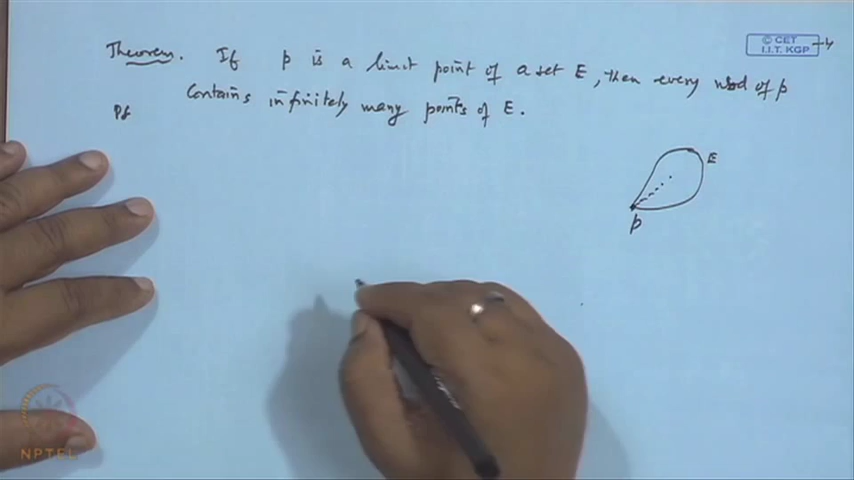 Theorem. If p is a limit point of a set E, then every nbd of p
Contains infinitely many points of E.
Pf
E
p
© CET
I.I.T. KGP
NPTEL